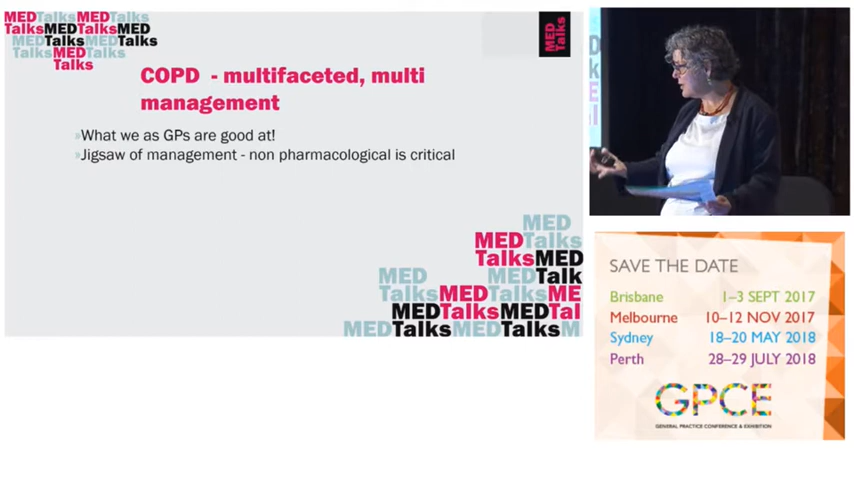 MEDTalksMEDTalks
TalksMEDTalksMED
MEDTalksMEDTalks
TalksMEDTalks
Talks
MED
Talks
COPD - multifaceted, multi
management
»What we as GPs are good at!
»Jigsaw of management - non pharmacological is critical
MED
MEDTalks
TalksMED
MED MEDTalk
TalksMEDTalksME
MEDTalksMEDTal
MEDTalksMEDTalksM
SAVE THE DATE
Brisbane 1–3 SEPT 2017
Melbourne 10–12 NOV 2017
Sydney 18–20 MAY 2018
Perth 28–29 JULY 2018
GPCE
GENERAL PRACTICE CONFERENCE & EXHIBITION